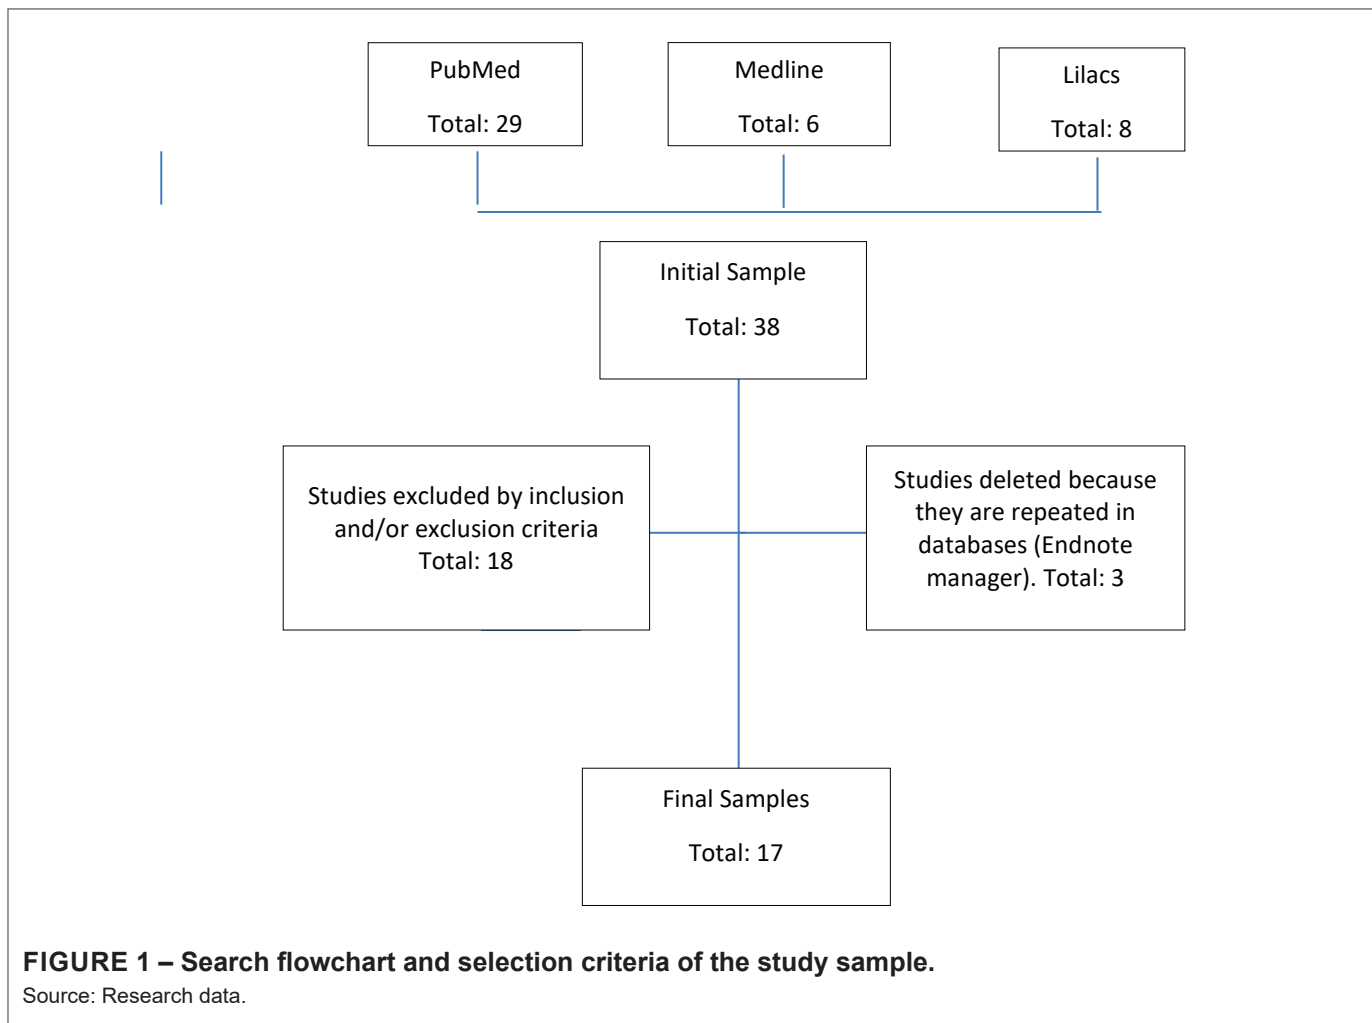 PubMed
Total: 29
Medline
Total: 6
Lilacs
Total: 8
Initial Sample
Total: 38
Studies excluded by inclusion
and/or exclusion criteria
Total: 18
Studies deleted because
they are repeated in
databases (Endnote
manager). Total: 3
Final Samples
Total: 17
FIGURE 1 – Search flowchart and selection criteria of the study sample.
Source: Research data.